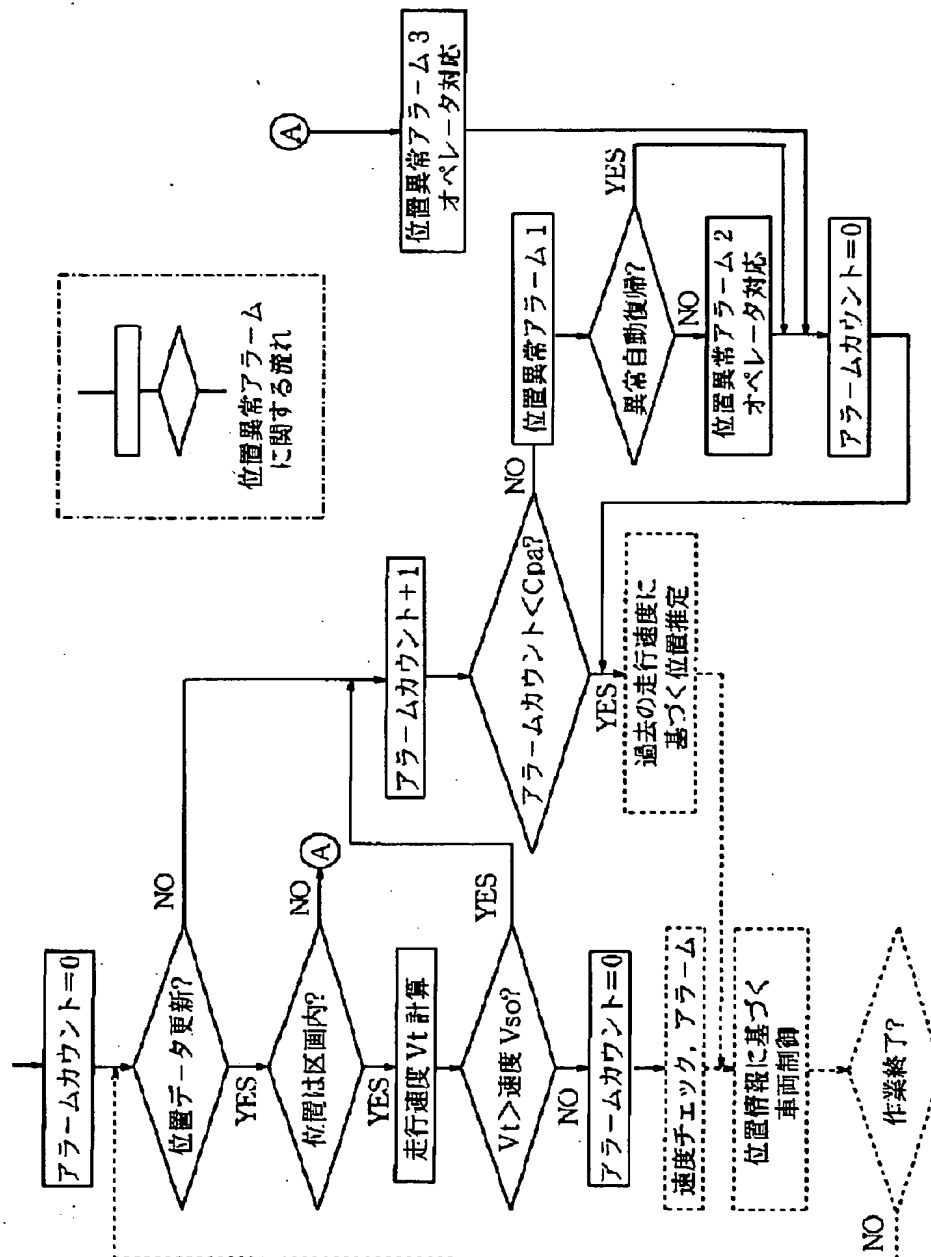 アラームカウント=0
位置データ更新?
NO
YES
位置は区画内?
NO
A
YES
走行速度 Vt 計算
Vt>速度 Vso?
YES
NO
アラームカウント=0
速度チェック, アラーム
位置情報に基づく
車両制御
作業終了?
NO
アラームカウント+1
アラームカウント<Cpa?
NO
YES
過去の走行速度に
基づく位置推定
位置異常アラーム
に関する流れ
位置異常アラーム1
異常自動復帰?
YES
NO
位置異常アラーム2
オペレータ対応
アラームカウント=0
A
位置異常アラーム3
オペレータ対応